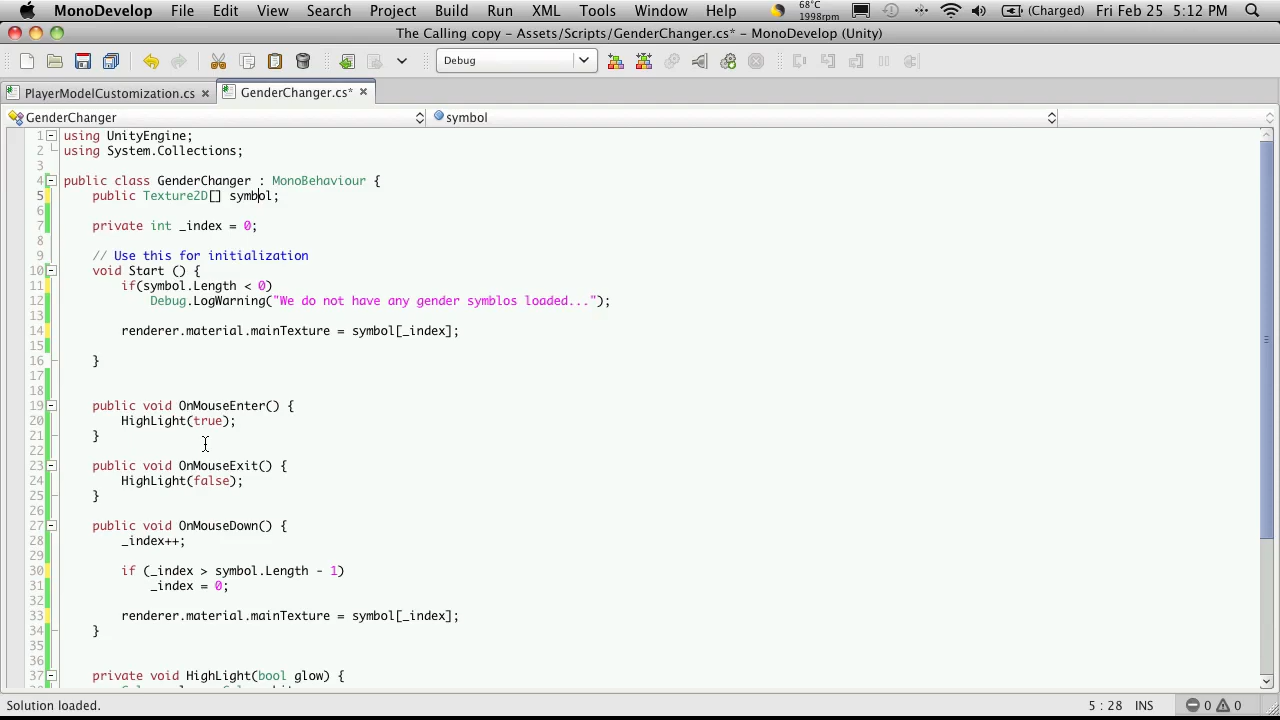 MonoDevelop File Edit View Search Project Build Run XML Tools Window Help 68°C 1998rpm (Charged) Fri Feb 25 5:12 PM
The Calling copy – Assets/Scripts/GenderChanger.cs* – MonoDevelop (Unity)
Debug
PlayerModelCustomization.cs × GenderChanger.cs* ×
GenderChanger symbol
1 using UnityEngine;
2 using System.Collections;
3
4 public class GenderChanger : MonoBehaviour {
5 public Texture2D[] symbol;
6
7 private int _index = 0;
8
9 // Use this for initialization
10 void Start () {
11 if(symbol.Length < 0)
12 Debug.LogWarning("We do not have any gender symblos loaded...");
13
14 renderer.material.mainTexture = symbol[_index];
15
16 }
17
18
19 public void OnMouseEnter() {
20 HighLight(true);
21 }
22
23 public void OnMouseExit() {
24 HighLight(false);
25 }
26
27 public void OnMouseDown() {
28 _index++;
29
30 if (_index > symbol.Length - 1)
31 _index = 0;
32
33 renderer.material.mainTexture = symbol[_index];
34 }
35
36
37 private void HighLight(bool glow) {
Solution loaded. 5 : 28 INS 0 0